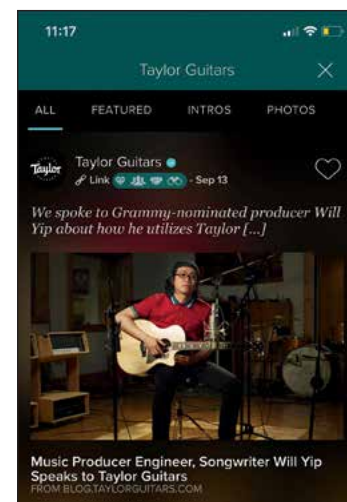 11:17
Taylor Guitars
ALL FEATURED INTROS PHOTOS
Taylor
Taylor Guitars
Link - Sep 13
We spoke to Grammy-nominated producer Will
Yip about how he utilizes Taylor [...]
Music Producer Engineer, Songwriter Will Yip
Speaks to Taylor Guitars
FROM BLOG.TAYLORGUITARS.COM